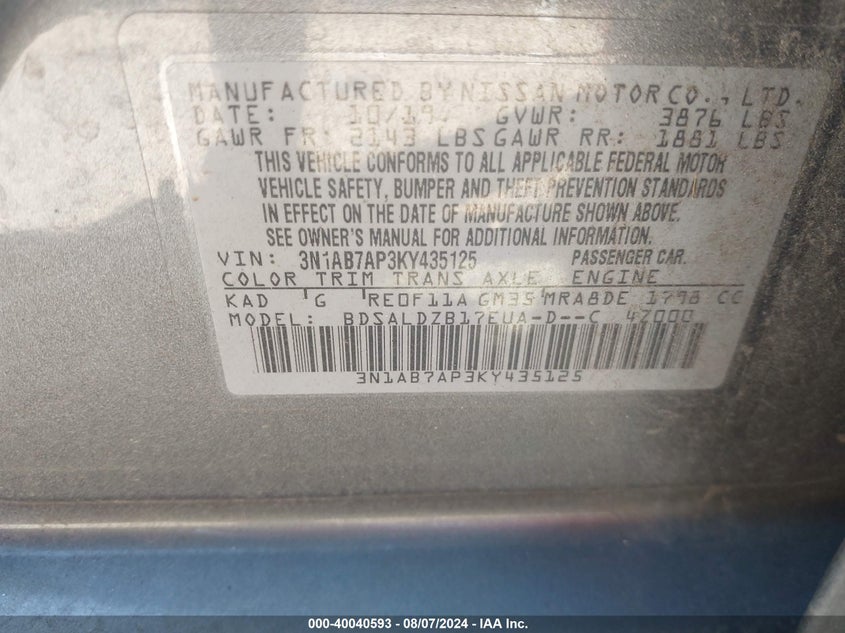 MANUFACTURED BY NISSAN MOTOR CO., LTD.
DATE: 10/19 GVWR: 3876 LBS
GAWR FR: 2143 LBS GAWR RR: 1881 LBS
THIS VEHICLE CONFORMS TO ALL APPLICABLE FEDERAL MOTOR
VEHICLE SAFETY, BUMPER AND THEFT PREVENTION STANDARDS
IN EFFECT ON THE DATE OF MANUFACTURE SHOWN ABOVE.
SEE OWNER'S MANUAL FOR ADDITIONAL INFORMATION.
VIN: 3N1AB7AP3KY435125 PASSENGER CAR.
COLOR TRIM TRANS AXLE ENGINE
KAD G RE0F11A GM35 MRA8DE 1798 CC
MODEL: BDSALDZB17EUA-D--C 47000
3N1AB7AP3KY435125
000-40040593 - 08/07/2024 - IAA Inc.